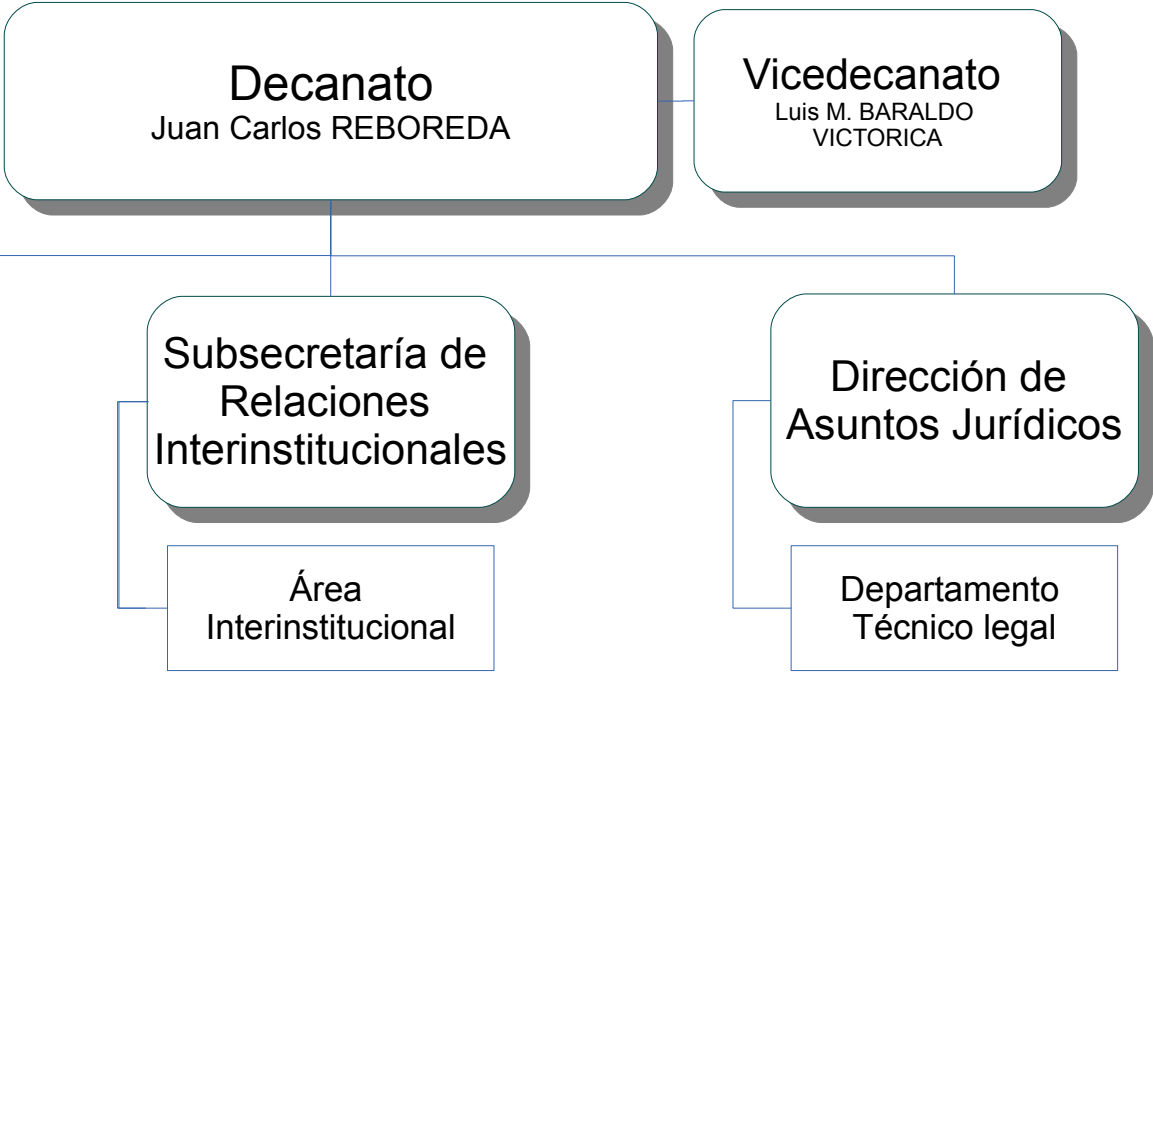 Decanato
Juan Carlos REBOREDA
Vicedecanato
Luis M. BARALDO
VICTORICA
Subsecretaría de
Relaciones
Interinstitucionales
Dirección de
Asuntos Jurídicos
Área
Interinstitucional
Departamento
Técnico legal